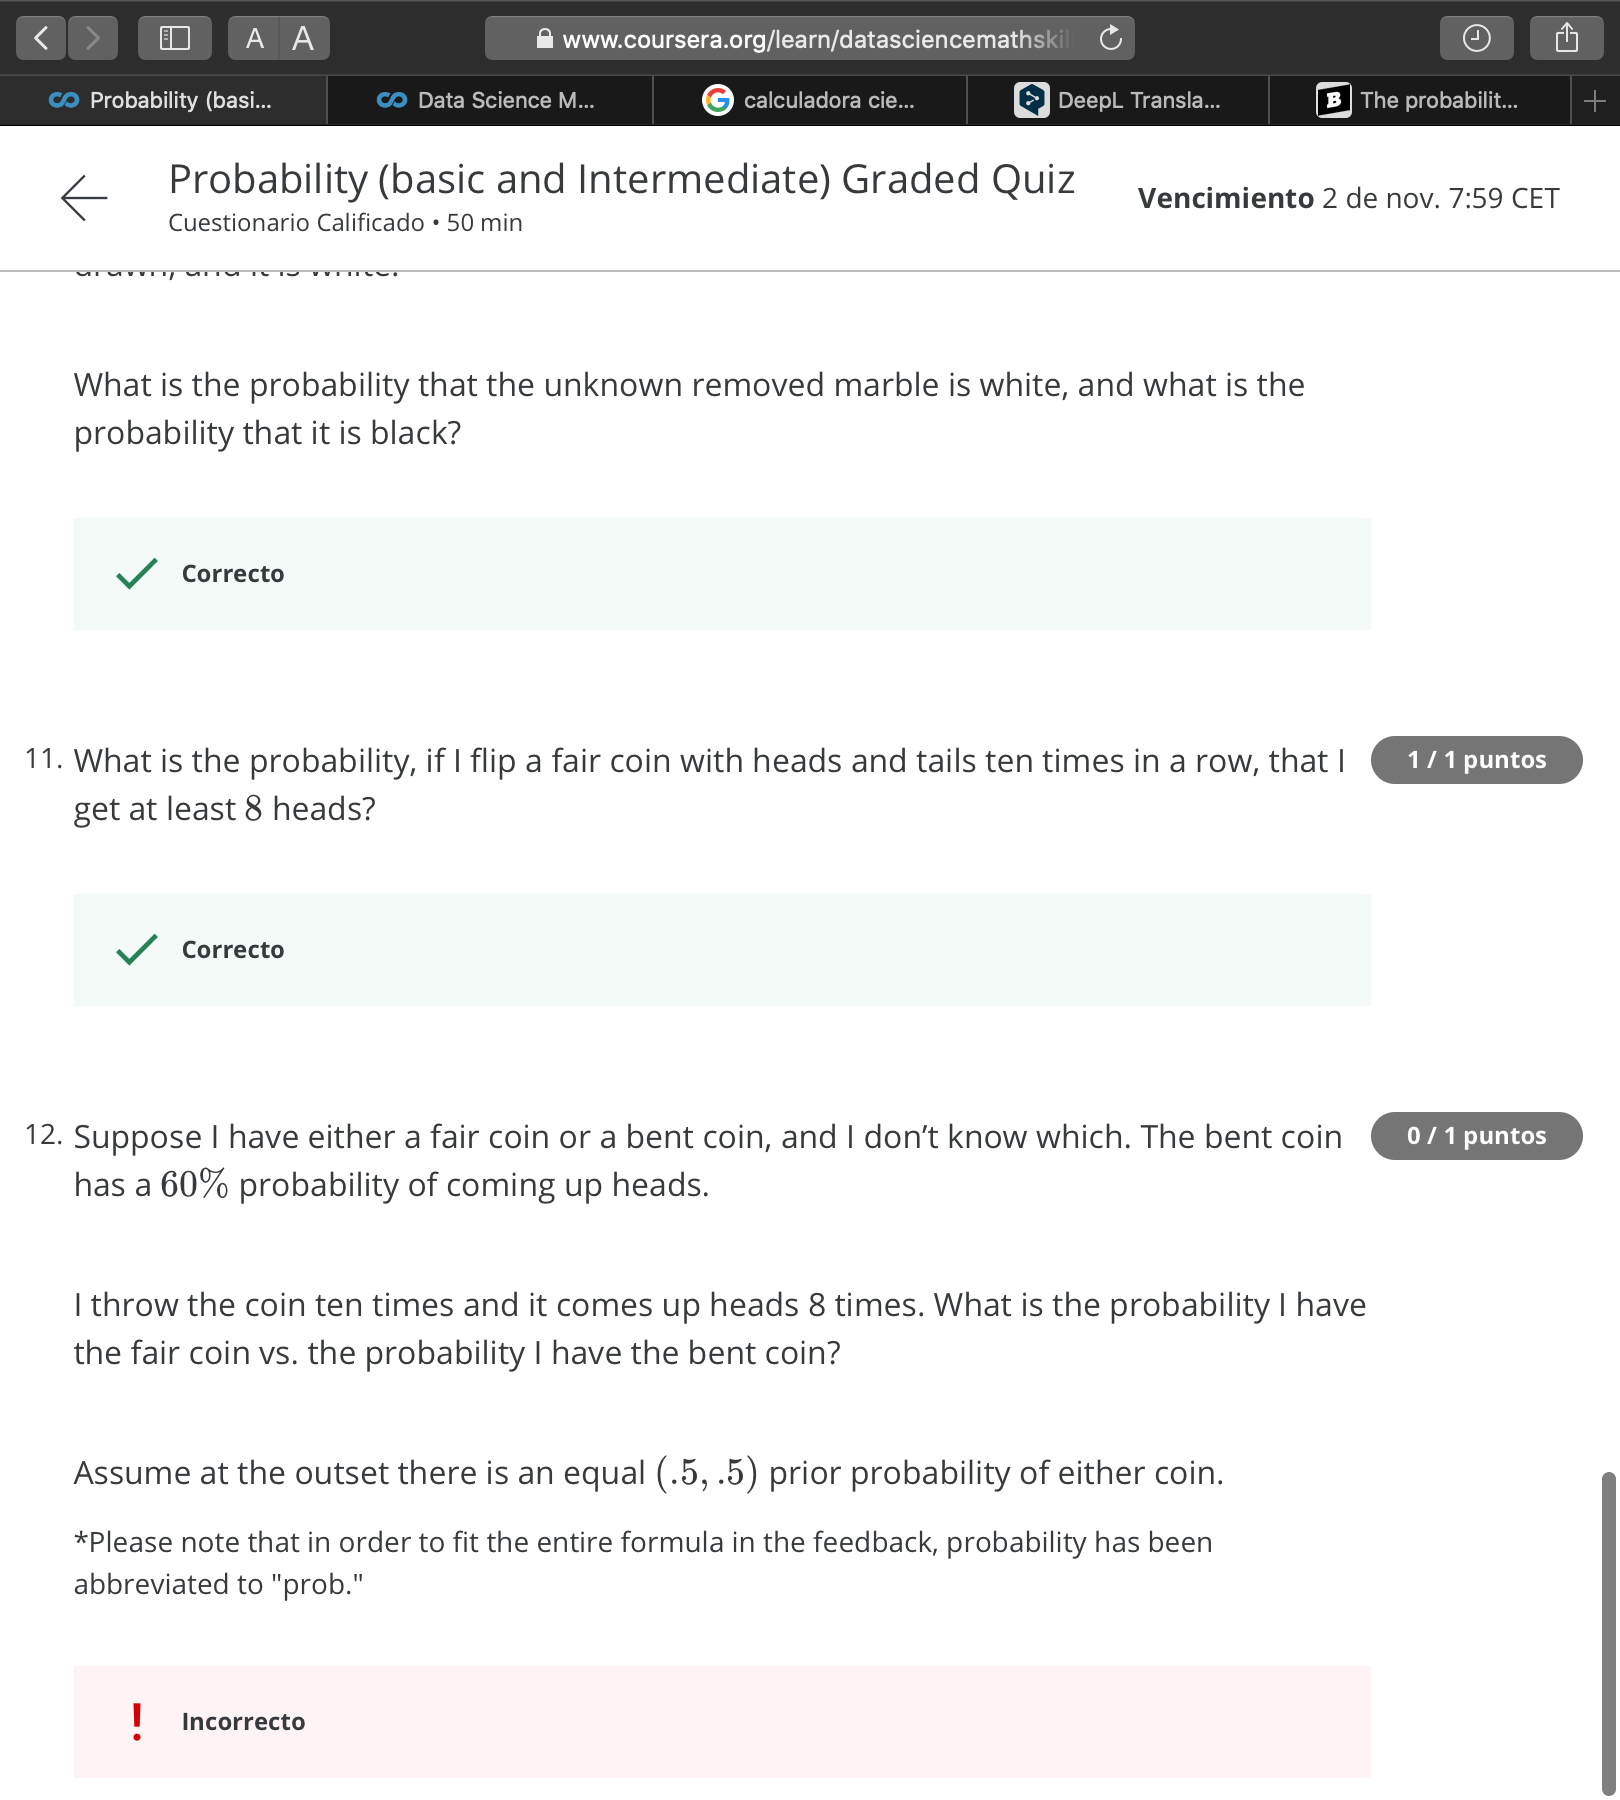 A A
www.coursera.org/learn/datasciencemathskil
Probability (basi...
Data Science M...
calculadora cie...
DeepL Transla...
The probabilit...
Probability (basic and Intermediate) Graded Quiz
Cuestionario Calificado • 50 min
Vencimiento 2 de nov. 7:59 CET
drawn, and it is white.
What is the probability that the unknown removed marble is white, and what is the
probability that it is black?
Correcto
11. What is the probability, if I flip a fair coin with heads and tails ten times in a row, that I
get at least 8 heads?
1 / 1 puntos
Correcto
12. Suppose I have either a fair coin or a bent coin, and I don’t know which. The bent coin
has a 60% probability of coming up heads.
0 / 1 puntos
I throw the coin ten times and it comes up heads 8 times. What is the probability I have
the fair coin vs. the probability I have the bent coin?
Assume at the outset there is an equal (.5, .5) prior probability of either coin.
*Please note that in order to fit the entire formula in the feedback, probability has been
abbreviated to "prob."
Incorrecto